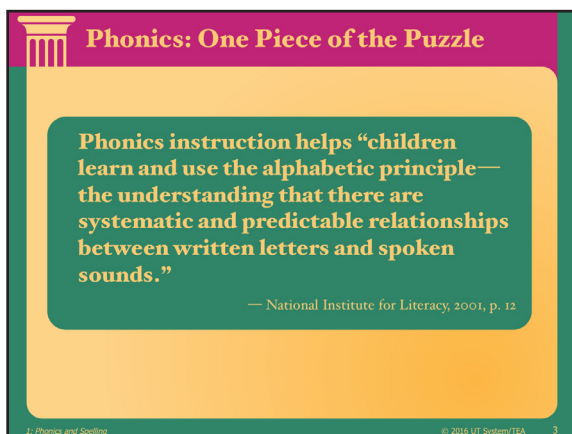 Phonics: One Piece of the Puzzle
Phonics instruction helps “children
learn and use the alphabetic principle—
the understanding that there are
systematic and predictable relationships
between written letters and spoken
sounds.”
— National Institute for Literacy, 2001, p. 12
1: Phonics and Spelling
© 2016 UT System/TEA
3